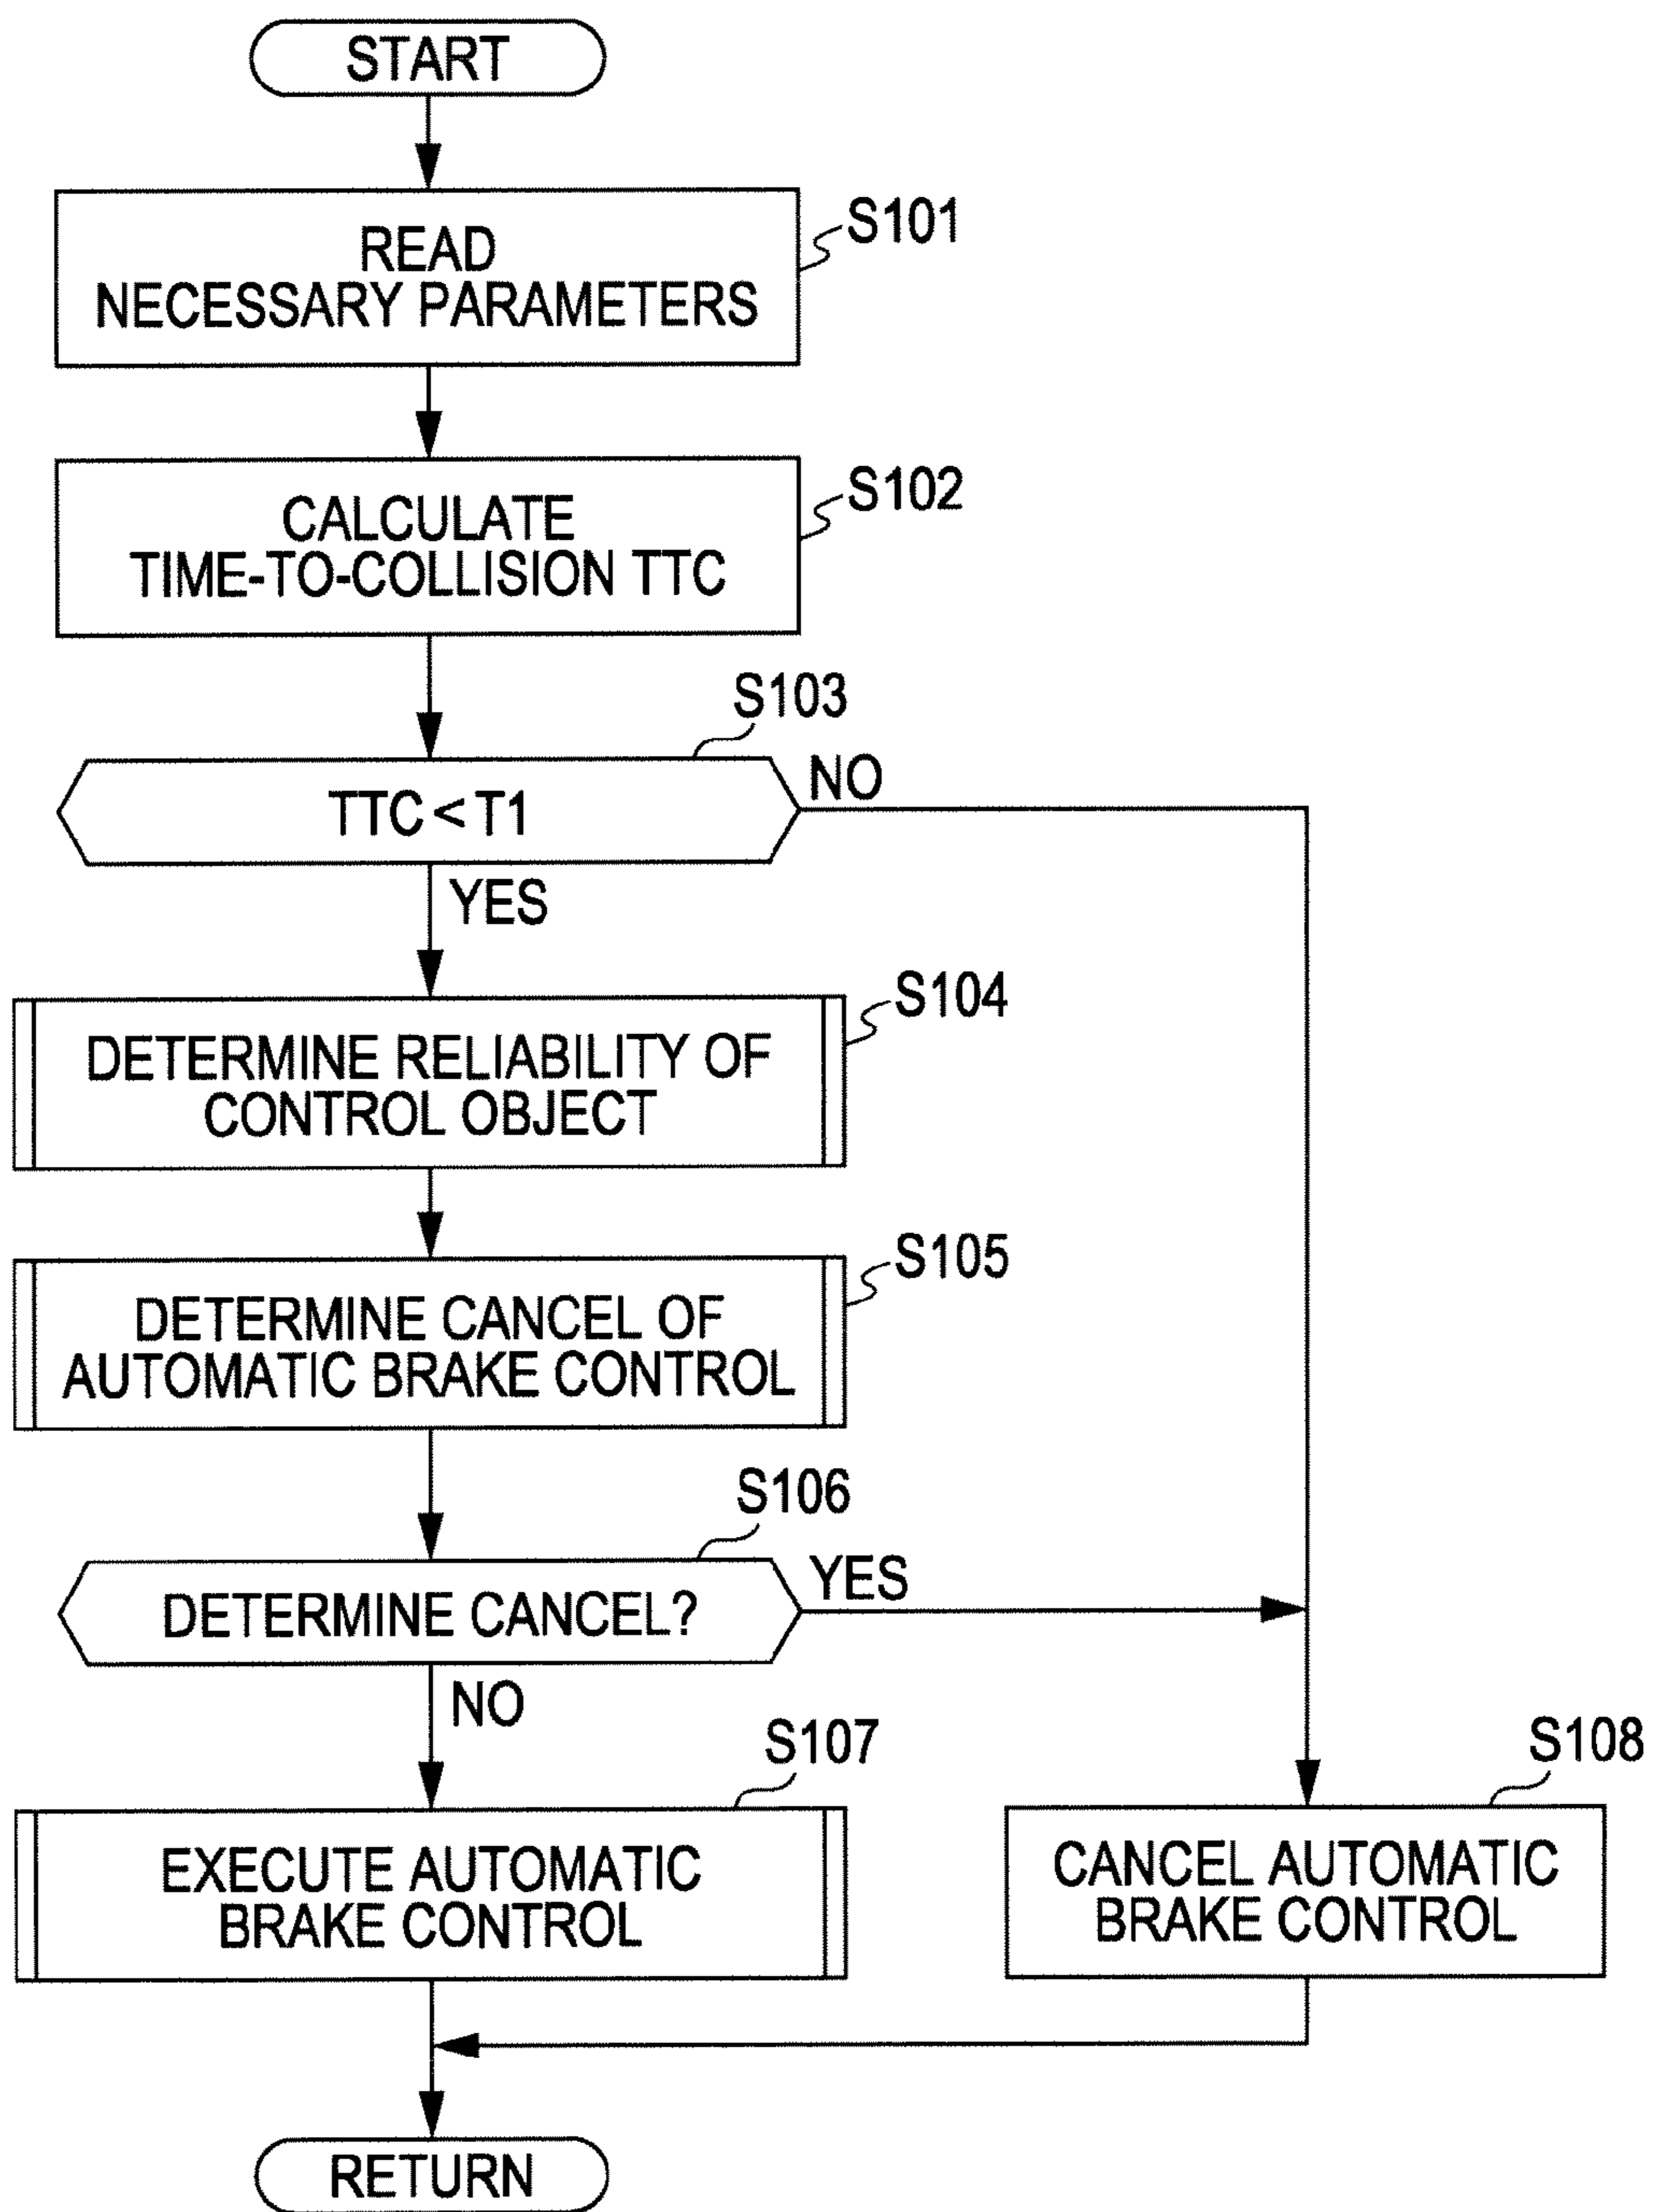 START
READ
NECESSARY PARAMETERS
S101
CALCULATE
TIME-TO-COLLISION TTC
S102
S103
TTC < T1
NO
YES
DETERMINE RELIABILITY OF
CONTROL OBJECT
S104
DETERMINE CANCEL OF
AUTOMATIC BRAKE CONTROL
S105
S106
DETERMINE CANCEL?
YES
NO
S107
EXECUTE AUTOMATIC
BRAKE CONTROL
S108
CANCEL AUTOMATIC
BRAKE CONTROL
RETURN